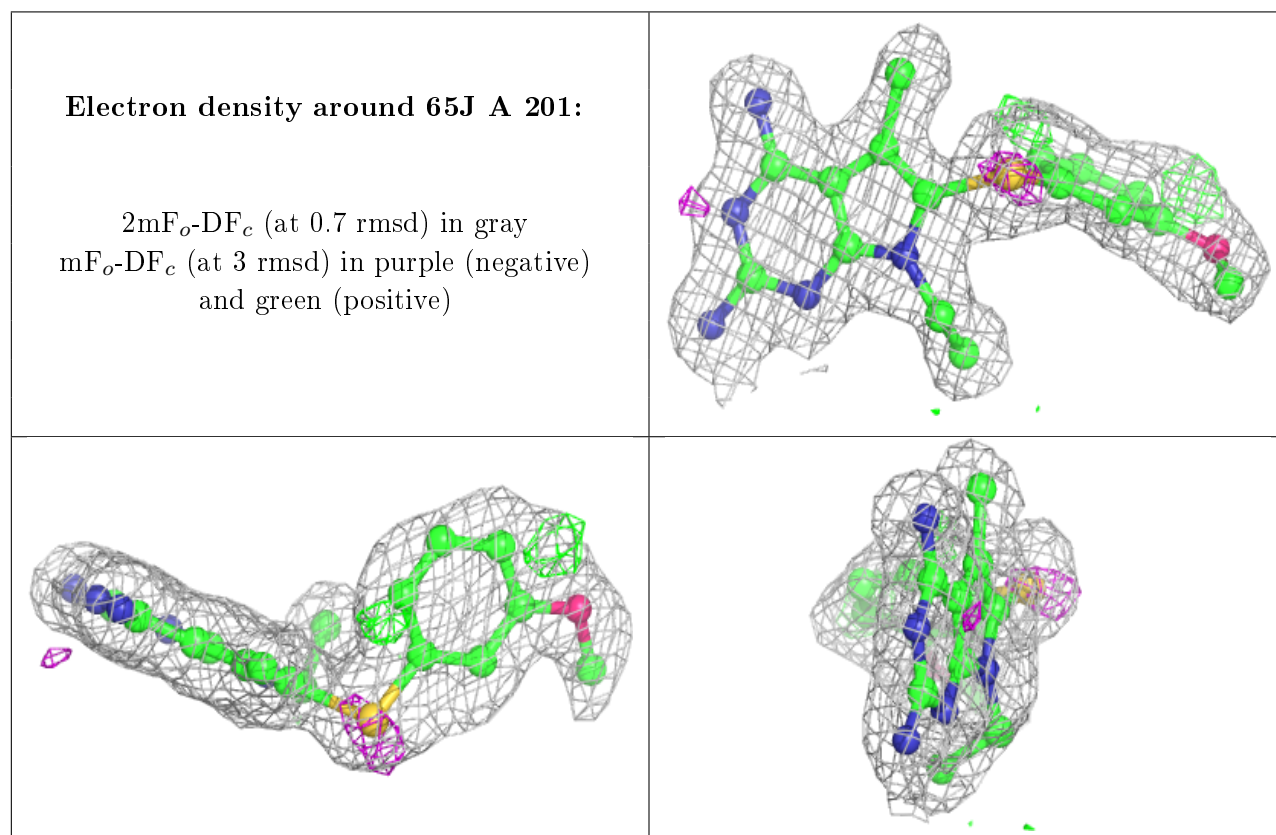 Electron density around 65J A 201:
2mFo-DFc (at 0.7 rmsd) in gray
mFo-DFc (at 3 rmsd) in purple (negative)
and green (positive)